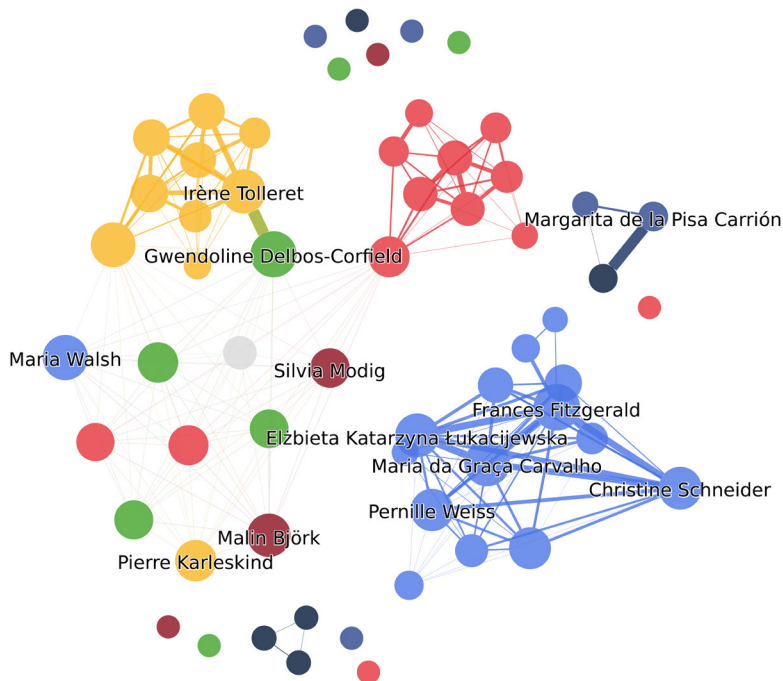 Irène Tolleret
Margarita de la Pisa Carrión
Gwendoline Delbos-Corfield
Maria Walsh
Silvia Modig
Frances Fitzgerald
Elżbieta Katarzyna Łukacijewska
Maria da Graça Carvalho
Christine Schneider
Pernille Weiss
Malin Björk
Pierre Karleskind